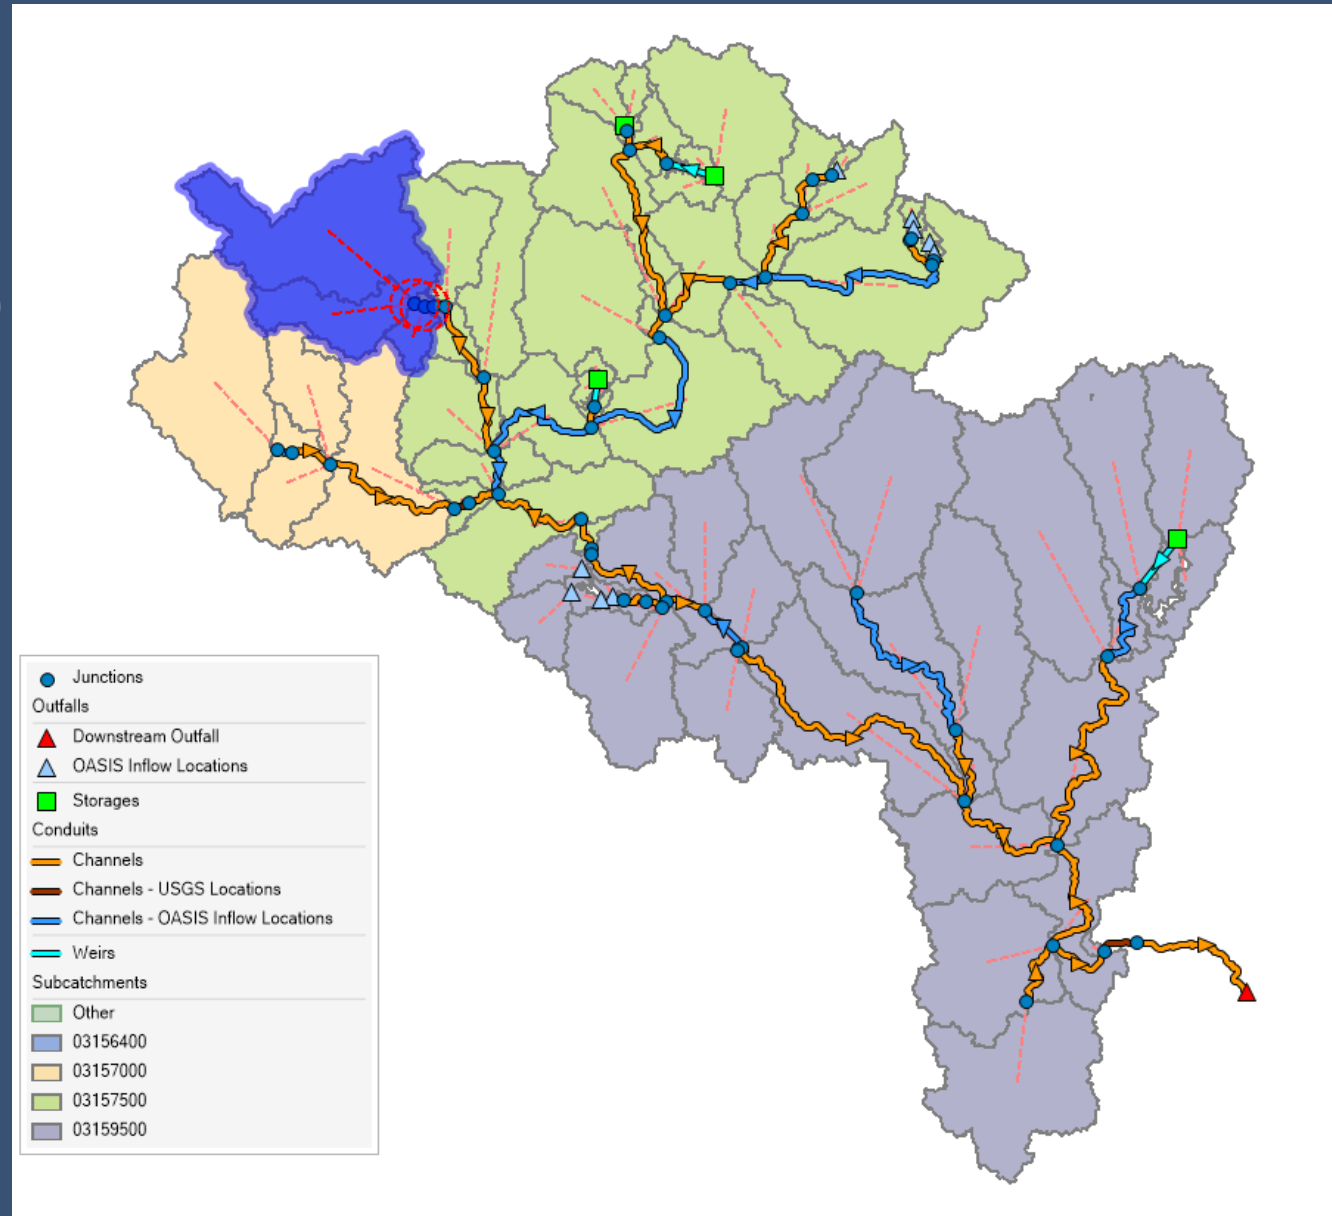 Junctions
Outfalls
Downstream Outfall
OASIS Inflow Locations
Storages
Conduits
Channels
Channels - USGS Locations
Channels - OASIS Inflow Locations
Weirs
Subcatchments
Other
03156400
03157000
03157500
03159500